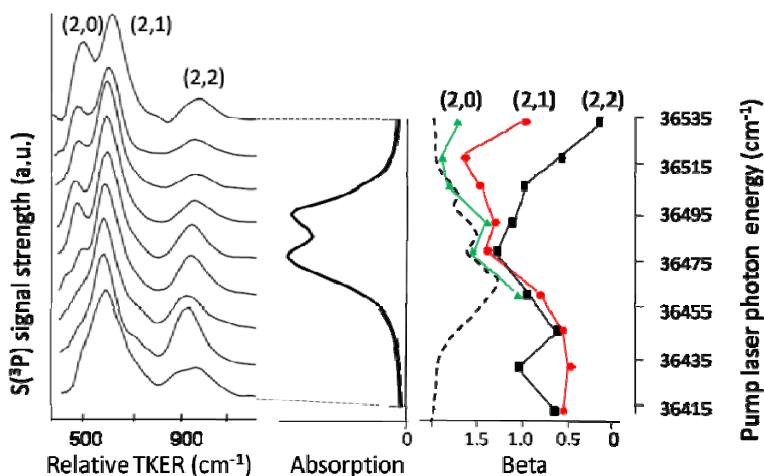 (2,0) (2,1)
(2,2)
S(³P) signal strength (a.u.)
500 900
Relative TKER (cm⁻¹)
0
Absorption
(2,0) (2,1) (2,2)
1.5 1.0 0.5 0
Beta
36535
36515
36495
36475
36455
36435
36415
Pump laser photon energy (cm⁻¹)